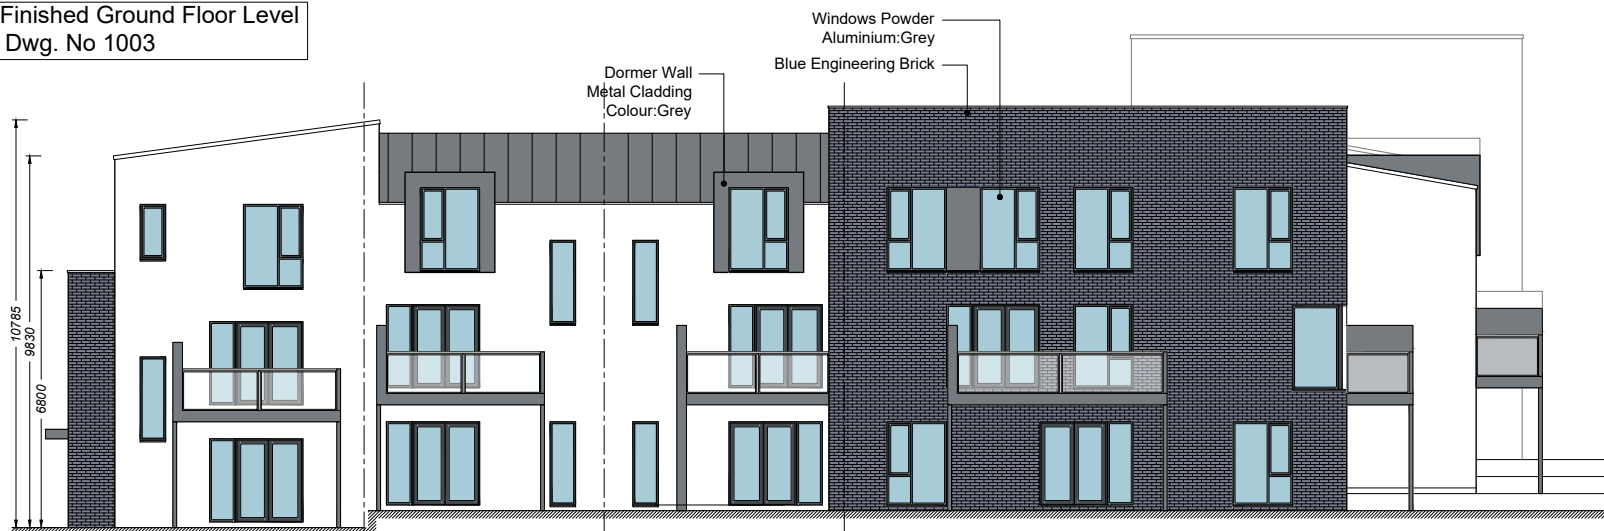 Finished Ground Floor Level
Dwg. No 1003
Windows Powder
Aluminium:Grey
Blue Engineering Brick
Dormer Wall
Metal Cladding
Colour:Grey
10785
9830
6800